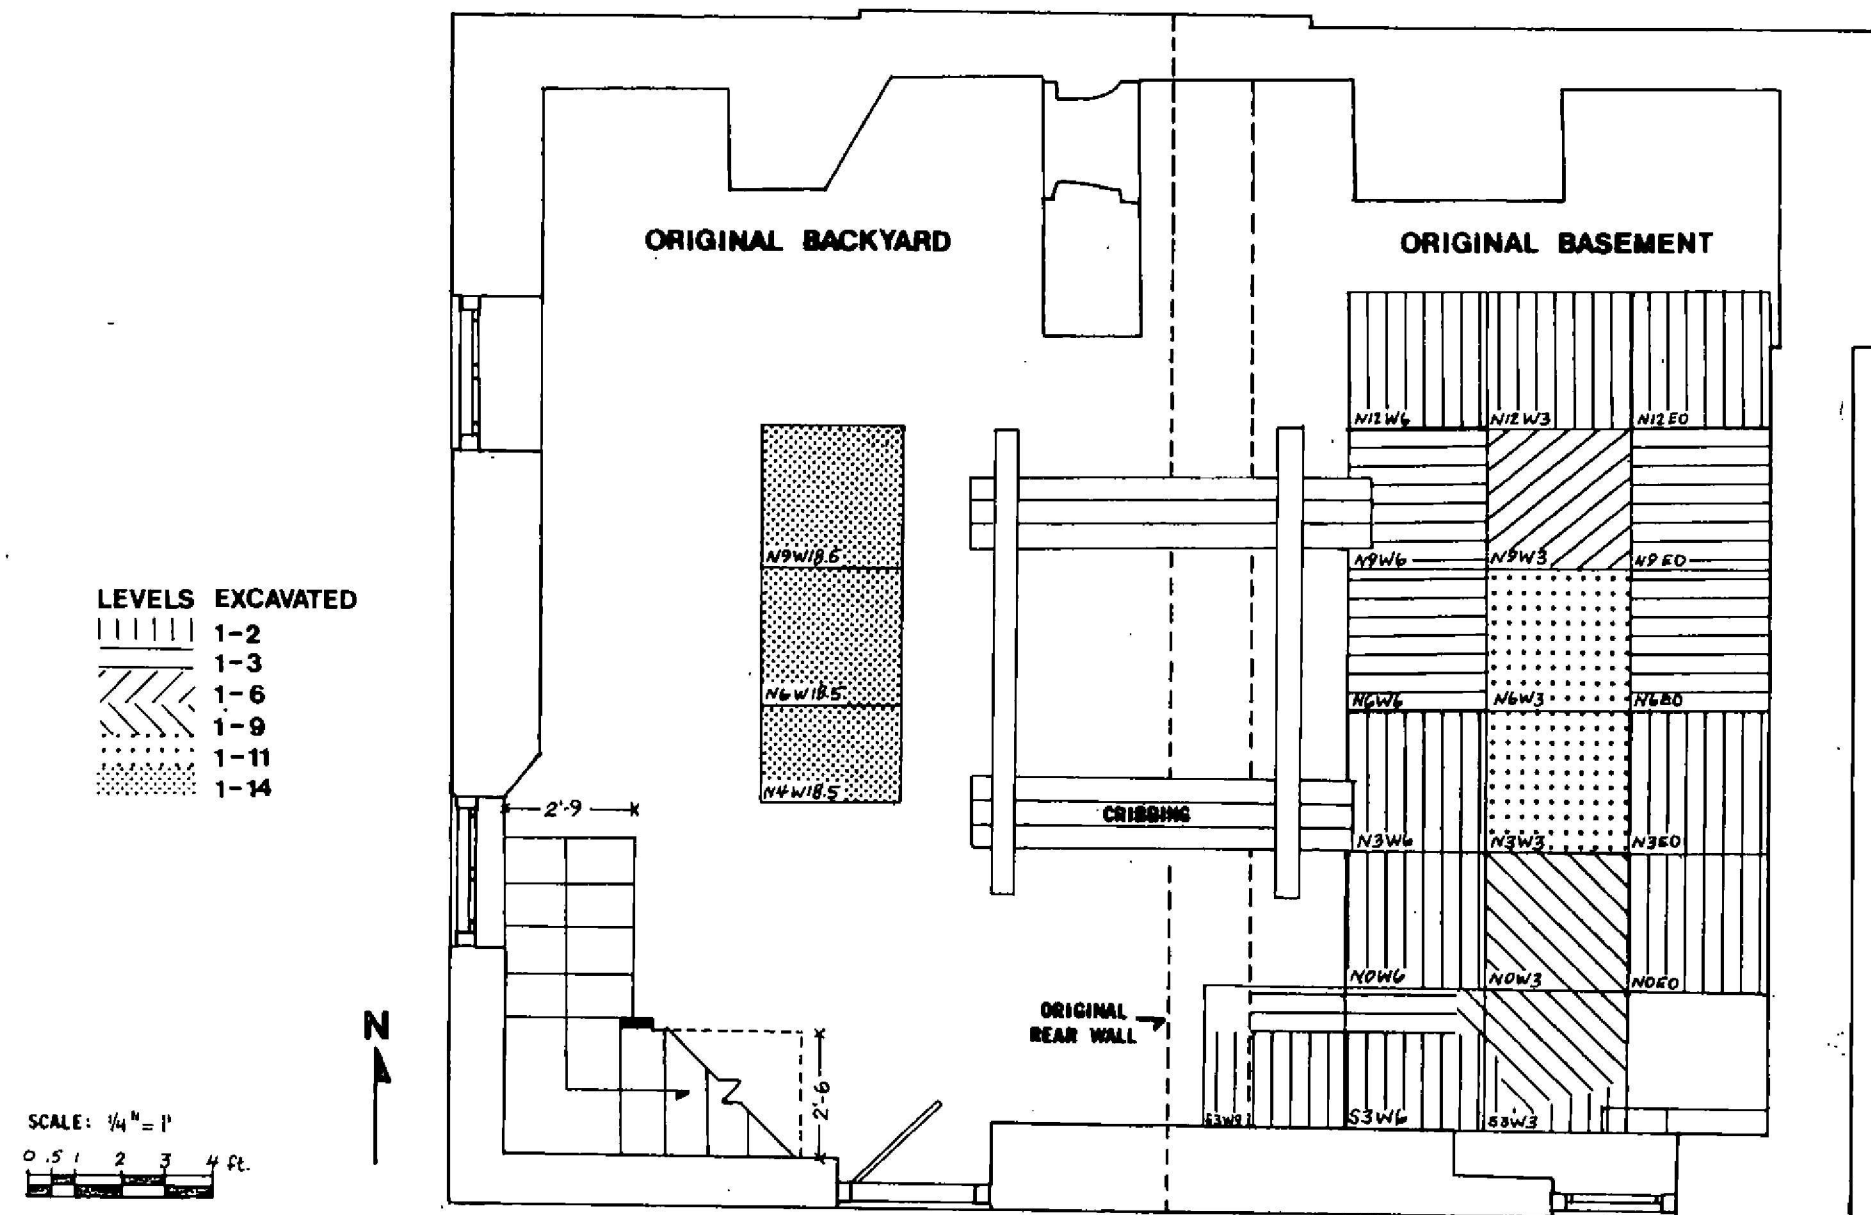 ORIGINAL BACKYARD
ORIGINAL BASEMENT
N12W6
N12W3
N12E0
N9W18.5
N9W6
N9W3
N9E0
LEVELS EXCAVATED
1-2
1-3
1-6
1-9
1-11
1-14
N6W18.5
N6W6
N6W3
N6E0
N4W18.5
2'-9
CRIBBING
N3W6
N3W3
N3E0
N0W6
N0W3
N0E0
ORIGINAL
REAR WALL
N
2'-6
S3W9
S3W6
S3W3
SCALE: 1/4" = 1'
0 .5 1 2 3 4 ft.